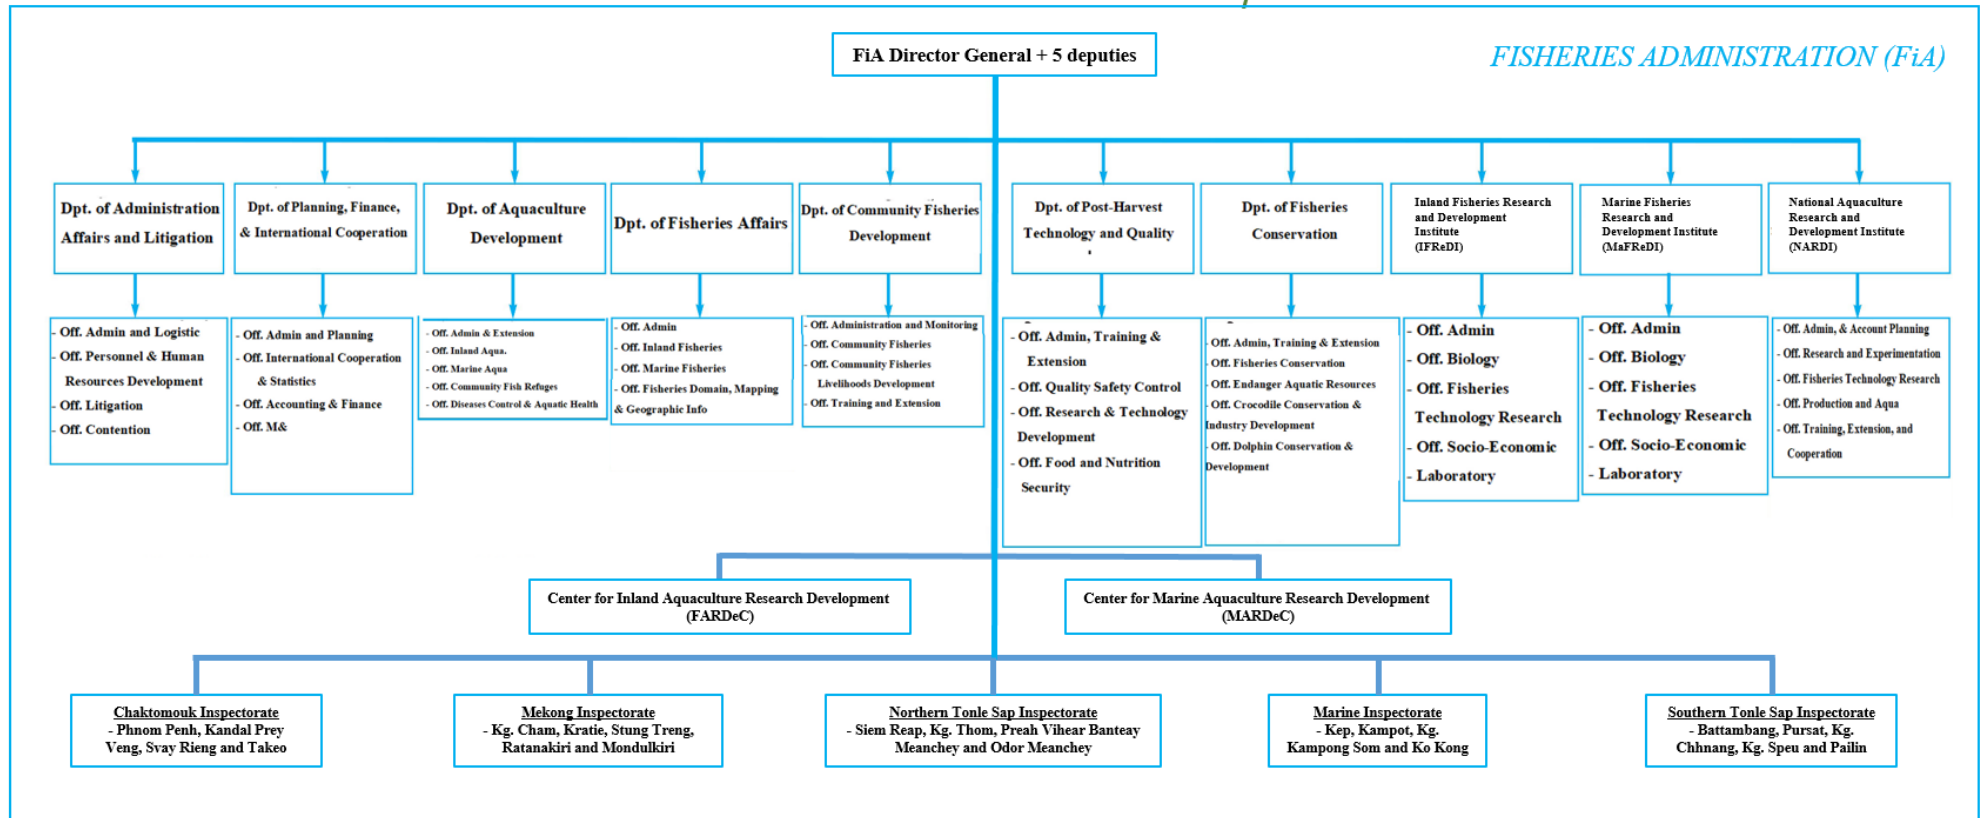 FiA Director General + 5 deputies
FISHERIES ADMINISTRATION (FiA)
Dpt. of Administration
Affairs and Litigation
Dpt. of Planning, Finance,
& International Cooperation
Dpt. of Aquaculture
Development
Dpt. of Fisheries Affairs
Dpt. of Community Fisheries
Development
Dpt. of Post-Harvest
Technology and Quality
Dpt. of Fisheries
Conservation
Inland Fisheries Research
and Development
Institute
(IFReDI)
Marine Fisheries
Research and
Development Institute
(MaFReDI)
National Aquaculture
Research and
Development Institute
(NARDI)
- Off. Admin and Logistic
- Off. Personnel & Human
Resources Development
- Off. Litigation
- Off. Contention
- Off. Admin and Planning
- Off. International Cooperation
& Statistics
- Off. Accounting & Finance
- Off. M&
- Off. Admin & Extension
- Off. Inland Aqua.
- Off. Marine Aqua
- Off. Community Fish Refuges
- Off. Diseases Control & Aquatic Health
- Off. Admin
- Off. Inland Fisheries
- Off. Marine Fisheries
- Off. Fisheries Domain, Mapping
& Geographic Info
- Off. Administration and Monitoring
- Off. Community Fisheries
- Off. Community Fisheries
Livelihoods Development
- Off. Training and Extension
- Off. Admin, Training &
Extension
- Off. Quality Safety Control
- Off. Research & Technology
Development
- Off. Food and Nutrition
Security
- Off. Admin, Training & Extension
- Off. Fisheries Conservation
- Off. Endanger Aquatic Resources
- Off. Crocodile Conservation &
Industry Development
- Off. Dolphin Conservation &
Development
- Off. Admin
- Off. Biology
- Off. Fisheries
Technology Research
- Off. Socio-Economic
- Laboratory
- Off. Admin
- Off. Biology
- Off. Fisheries
Technology Research
- Off. Socio-Economic
- Laboratory
- Off. Admin, & Account Planning
- Off. Research and Experimentation
- Off. Fisheries Technology Research
- Off. Production and Aqua
- Off. Training, Extension, and
Cooperation
Center for Inland Aquaculture Research Development
(FARDeC)
Center for Marine Aquaculture Research Development
(MARDeC)
Chaktomouk Inspectorate
- Phnom Penh, Kandal Prey
Veng, Svay Rieng and Takeo
Mekong Inspectorate
- Kg. Cham, Kratie, Stung Treng,
Ratanakiri and Mondulkiri
Northern Tonle Sap Inspectorate
- Siem Reap, Kg. Thom, Preah Vihear Banteay
Meanchey and Odor Meanchey
Marine Inspectorate
- Kep, Kampot, Kg.
Kampong Som and Ko Kong
Southern Tonle Sap Inspectorate
- Battambang, Pursat, Kg.
Chhnang, Kg. Speu and Pailin